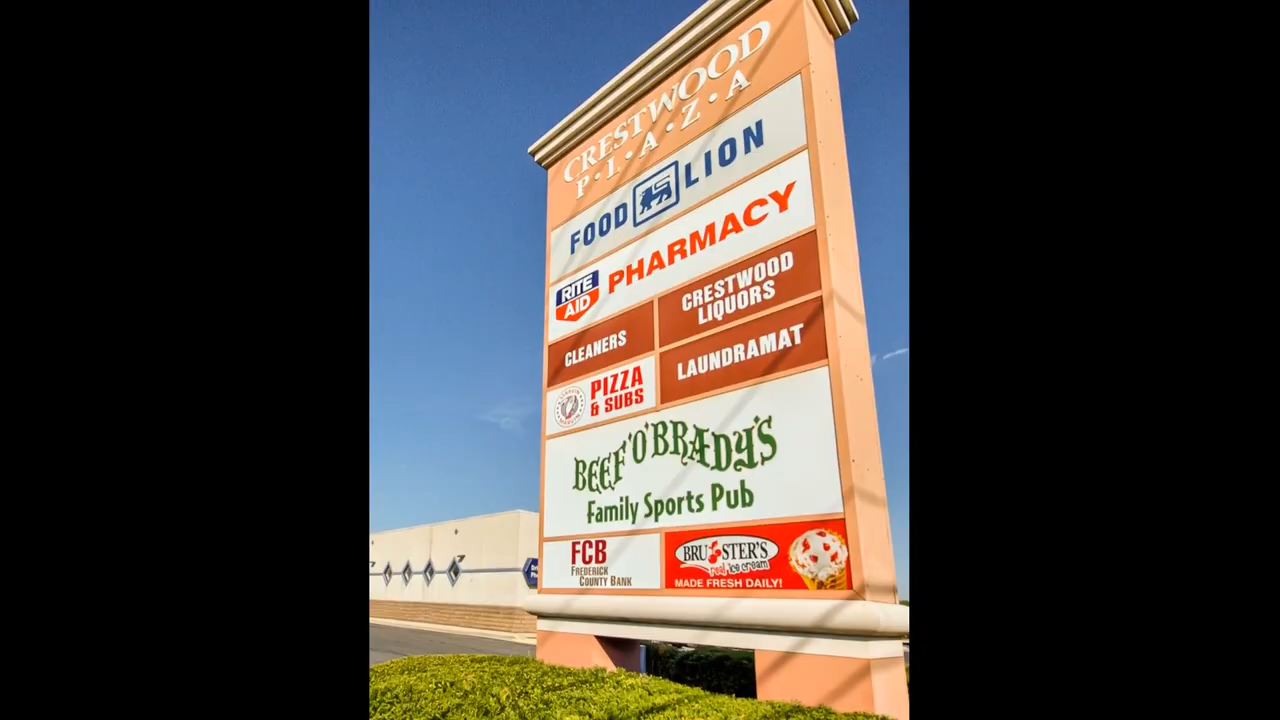 CRESTWOOD
P•L•A•Z•A
FOOD LION
RITE
AID
PHARMACY
CLEANERS
CRESTWOOD
LIQUORS
PIZZA
& SUBS
LAUNDRAMAT
BEEF 'O' BRADY'S
Family Sports Pub
FCB
FREDERICK
COUNTY BANK
BRUSTER'S
real ice cream
MADE FRESH DAILY!